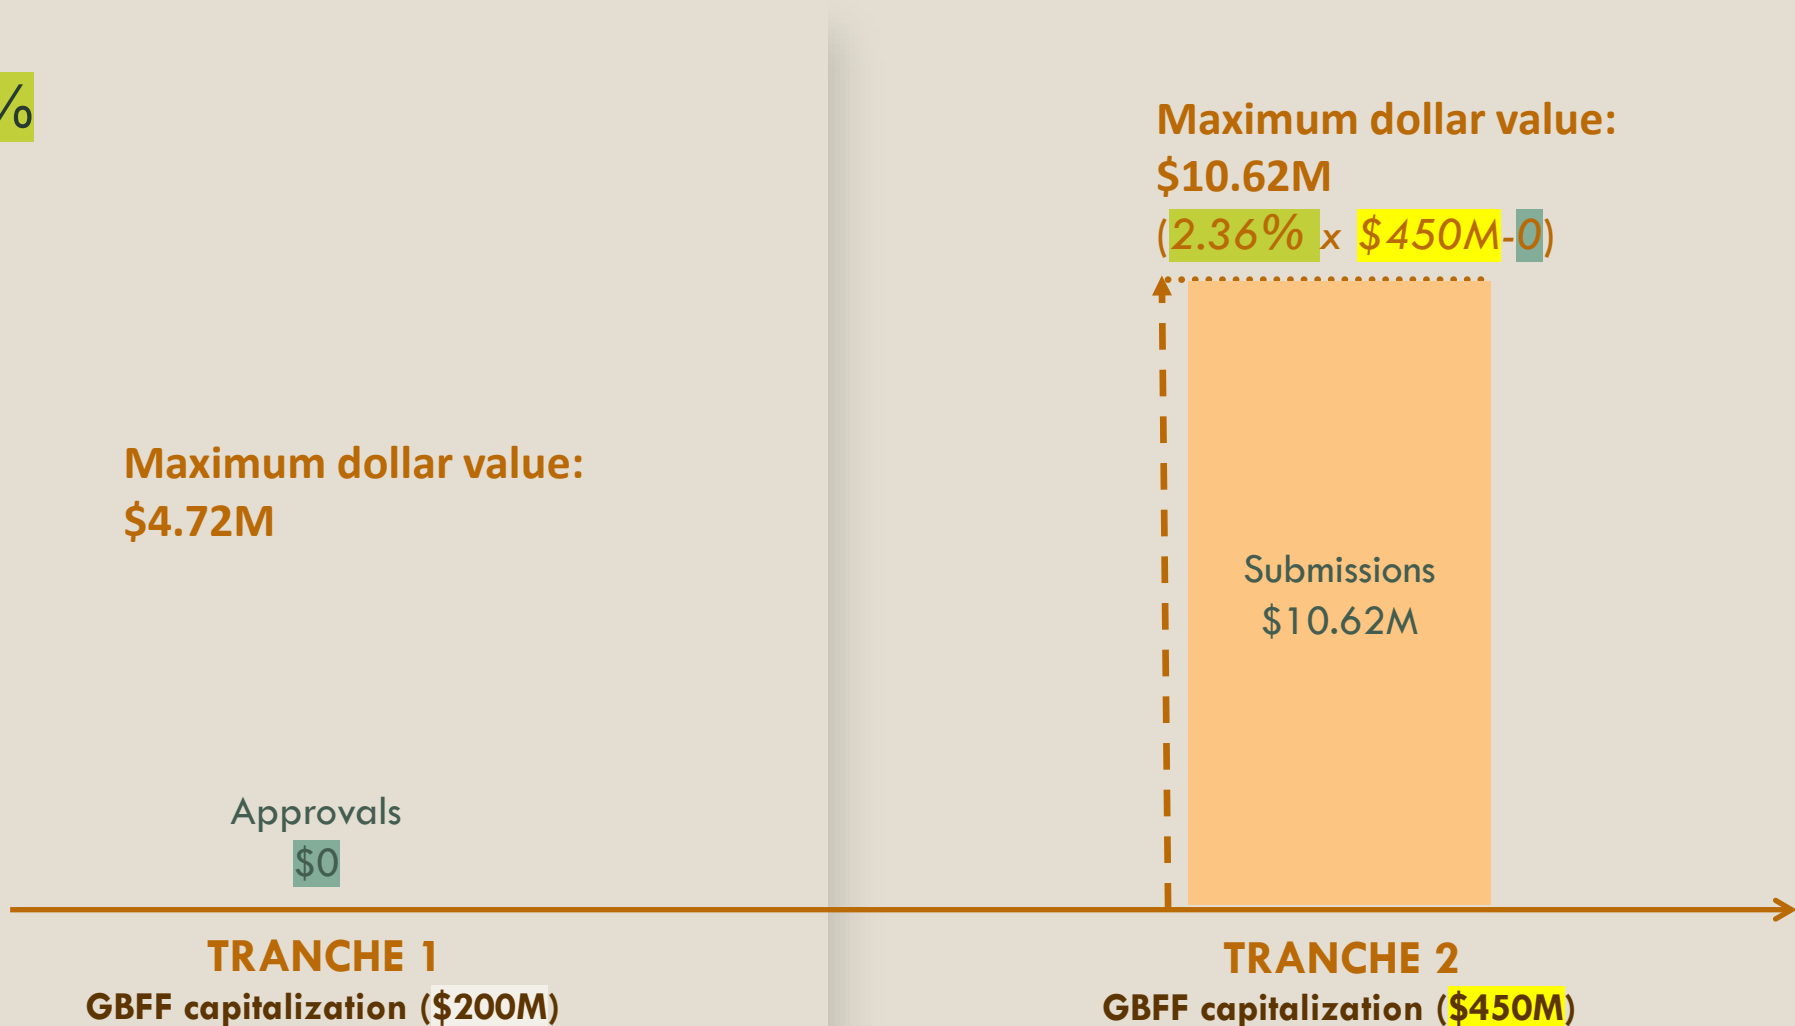 %
Maximum dollar value:
$4.72M
Approvals
$0
TRANCHE 1
GBFF capitalization ($200M)
Maximum dollar value:
$10.62M
(2.36% x $450M-0)
Submissions
$10.62M
TRANCHE 2
GBFF capitalization ($450M)